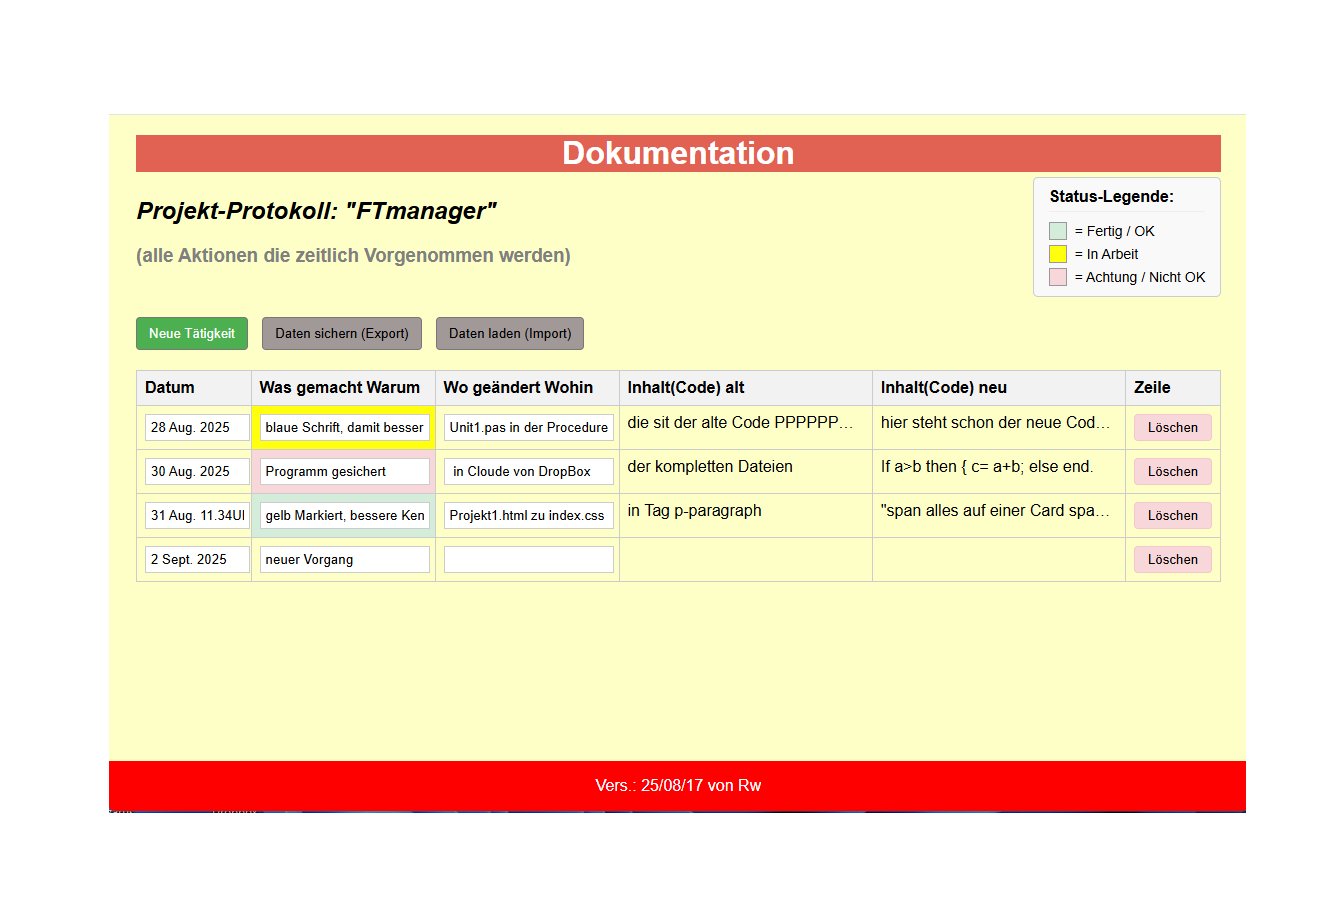 Dokumentation
Projekt-Protokoll: "FTmanager"
(alle Aktionen die zeitlich Vorgenommen werden)
Status-Legende:
= Fertig / OK
= In Arbeit
= Achtung / Nicht OK
Neue Tätigkeit Daten sichern (Export) Daten laden (Import)
Datum Was gemacht Warum Wo geändert Wohin Inhalt(Code) alt Inhalt(Code) neu Zeile
28 Aug. 2025 blaue Schrift, damit besser Unit1.pas in der Procedure die sit der alte Code PPPPPP… hier steht schon der neue Cod… Löschen
30 Aug. 2025 Programm gesichert in Cloude von DropBox der kompletten Dateien If a>b then { c= a+b; else end. Löschen
31 Aug. 11.34 gelb Markiert, bessere Ken Projekt1.html zu index.css in Tag p-paragraph "span alles auf einer Card spa… Löschen
2 Sept. 2025 neuer Vorgang Löschen
Vers.: 25/08/17 von Rw